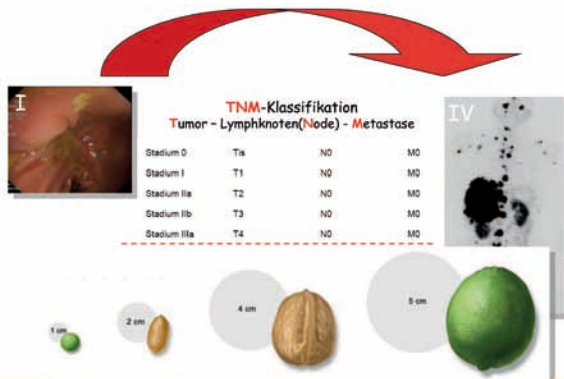 I
TNM-Klassifikation
Tumor – Lymphknoten(Node) - Metastase
IV
Stadium 0 Tis N0 M0
Stadium I T1 N0 M0
Stadium IIa T2 N0 M0
Stadium IIb T3 N0 M0
Stadium IIIa T4 N0 M0
1 cm
2 cm
4 cm
5 cm